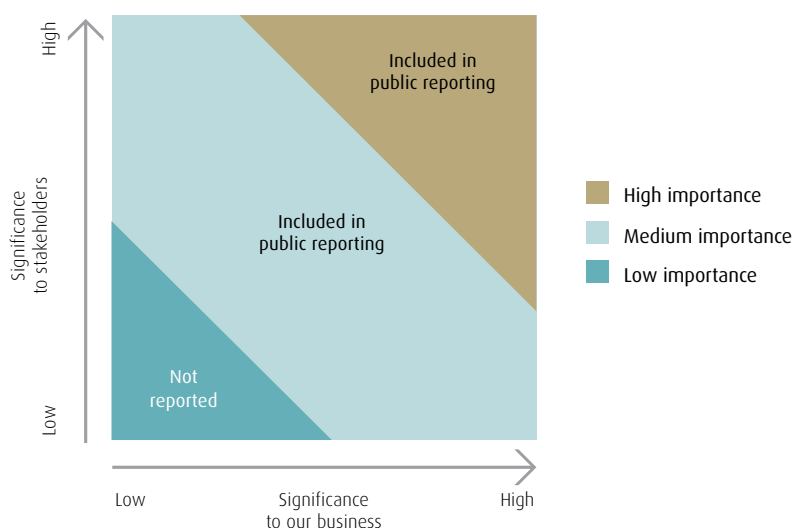 High
Included in
public reporting
High importance
Significance
to stakeholders
Included in
public reporting
Medium importance
Low importance
Not
reported
Low
Low
Significance
to our business
High